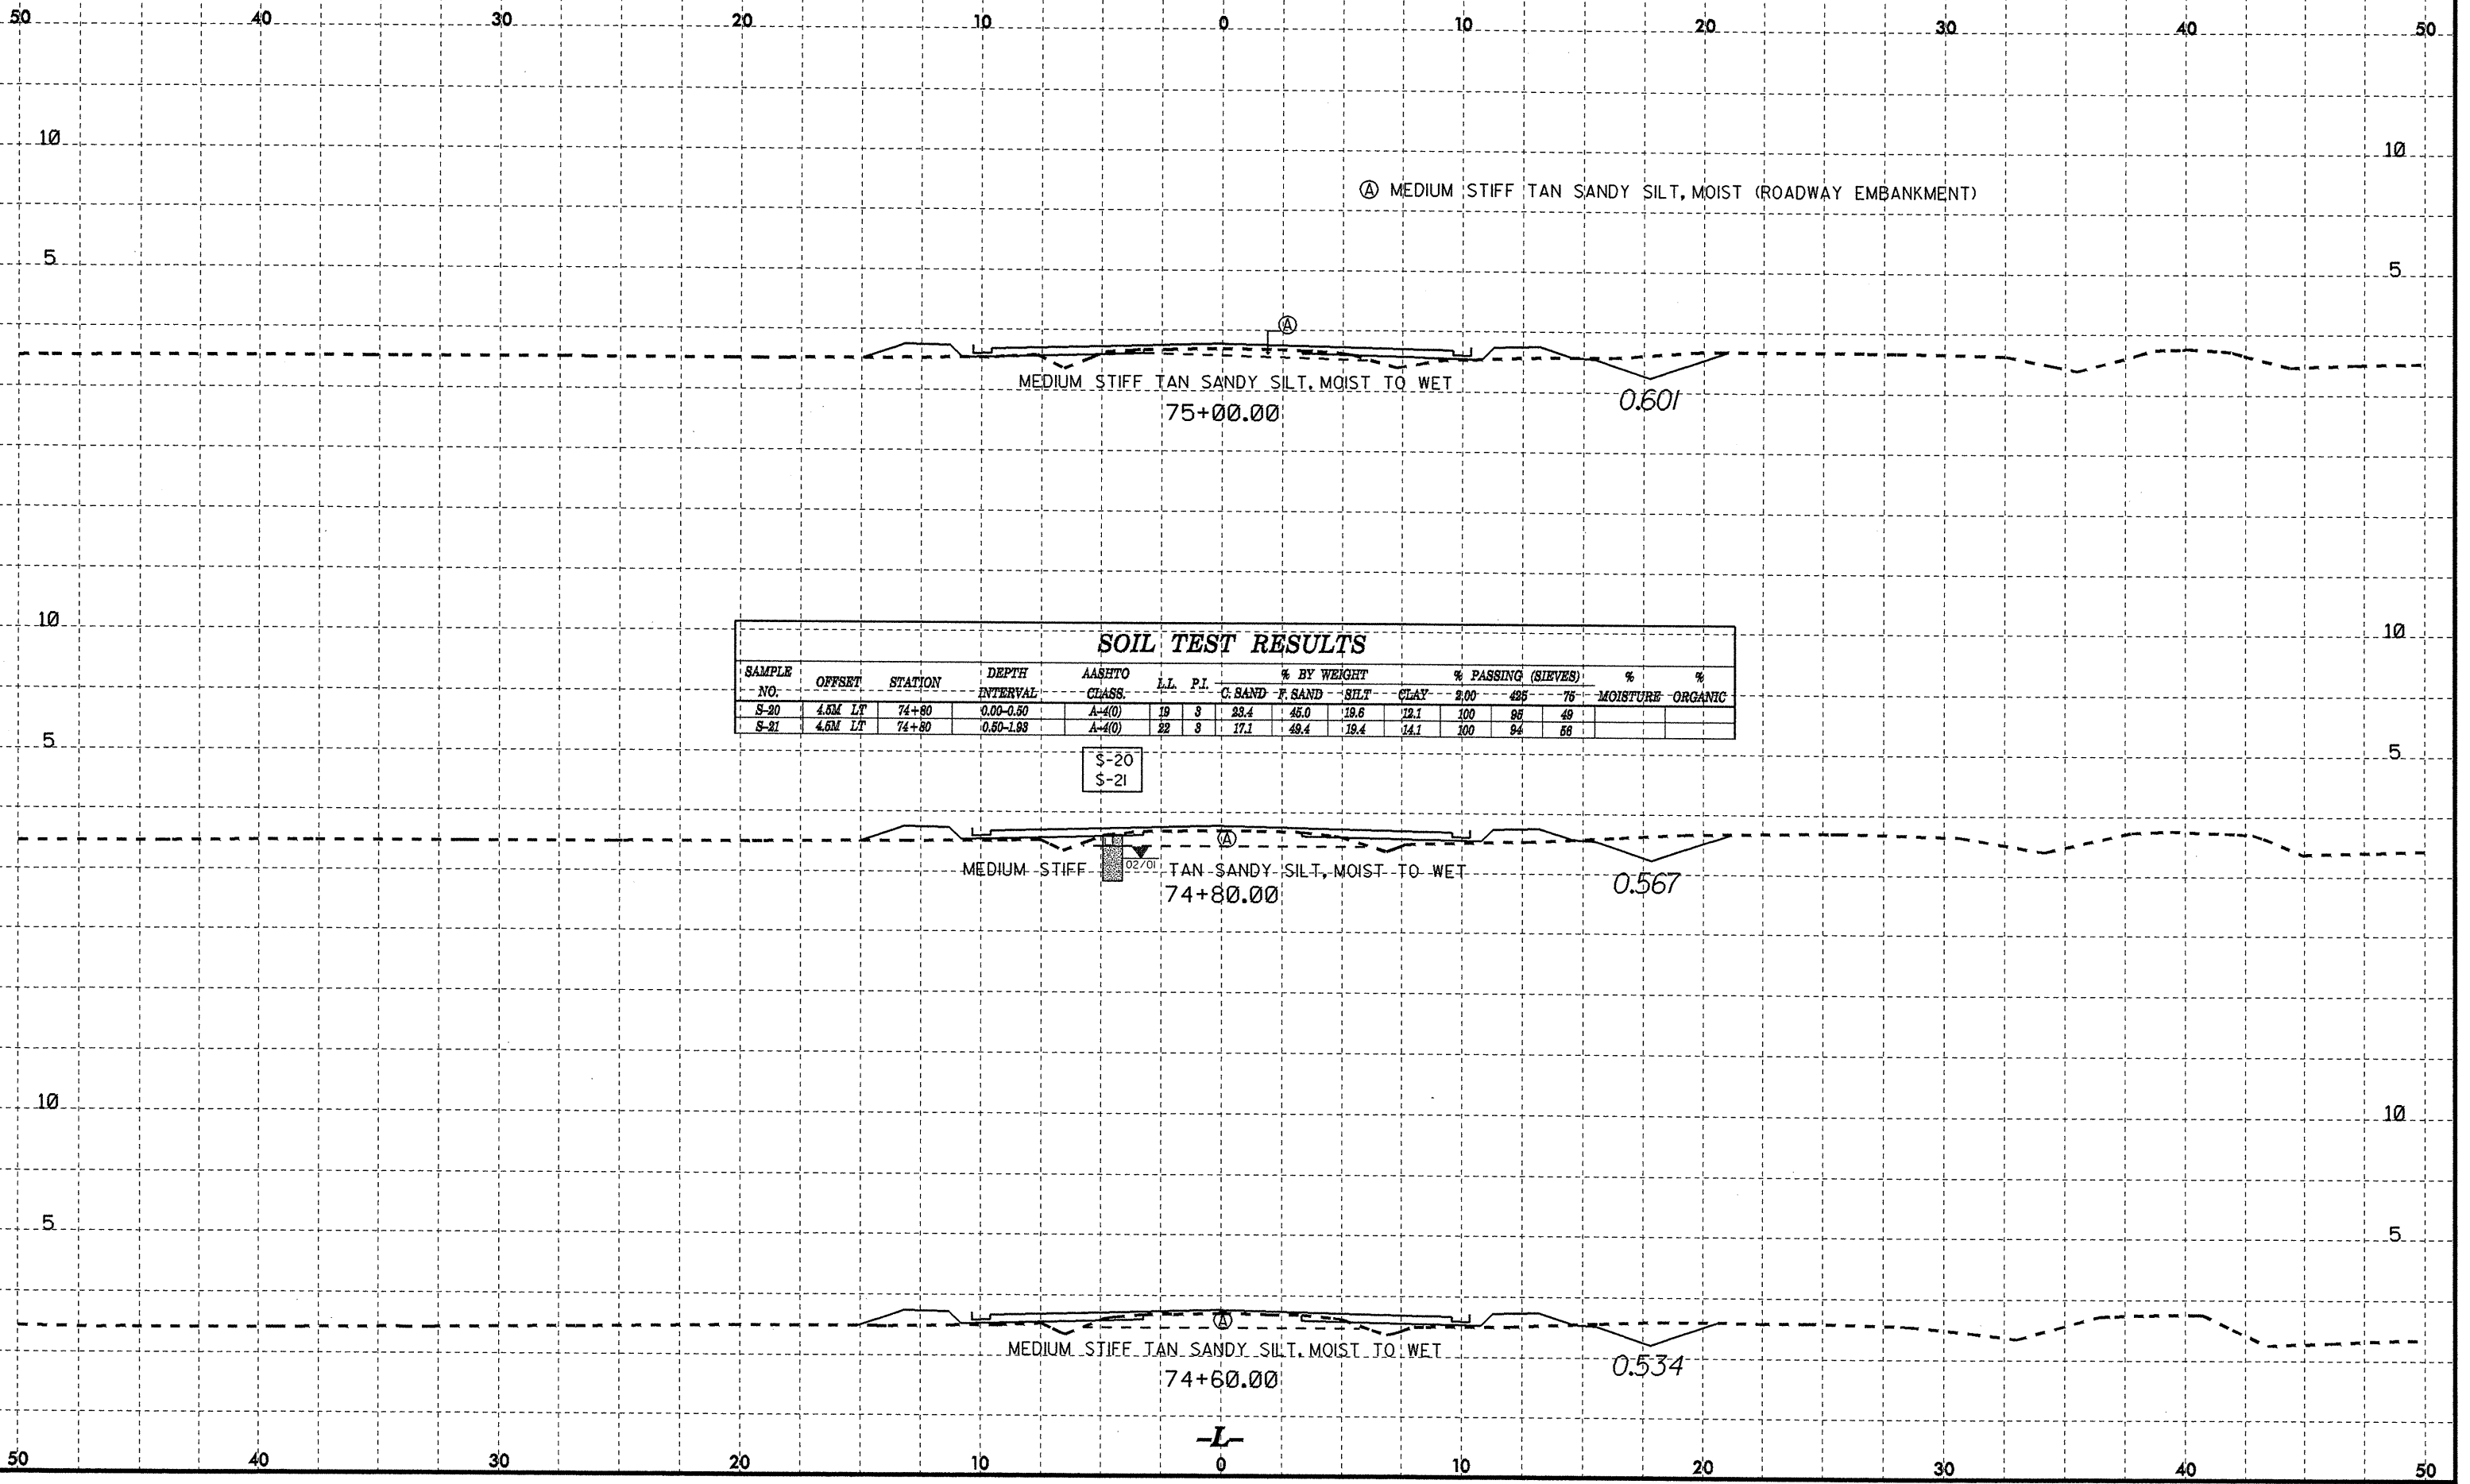 50 40 30 20 10 0 10 20 30 40 50
10 10
Ⓐ MEDIUM STIFF TAN SANDY SILT, MOIST (ROADWAY EMBANKMENT)
5 5
Ⓐ
MEDIUM STIFF TAN SANDY SILT, MOIST TO WET
75+00.00 0.601
10 10
SOIL TEST RESULTS
SAMPLE NO. OFFSET STATION DEPTH INTERVAL AASHTO CLASS. L.L. P.I. % BY WEIGHT C. SAND F. SAND SILT CLAY % PASSING (SIEVES) 2.00 425 75 % MOISTURE % ORGANIC
S-20 4.5M LT 74+80 0.00-0.50 A-4(0) 19 3 23.4 45.0 19.6 12.1 100 95 49
S-21 4.5M LT 74+80 0.50-1.93 A-4(0) 22 3 17.1 49.4 19.4 14.1 100 94 56
5 5
S-20
S-21
Ⓐ
MEDIUM STIFF 02/01 TAN SANDY SILT, MOIST TO WET
74+80.00 0.567
10 10
5 5
Ⓐ
MEDIUM STIFF TAN SANDY SILT, MOIST TO WET
74+60.00 0.534
-L-
50 40 30 20 10 0 10 20 30 40 50